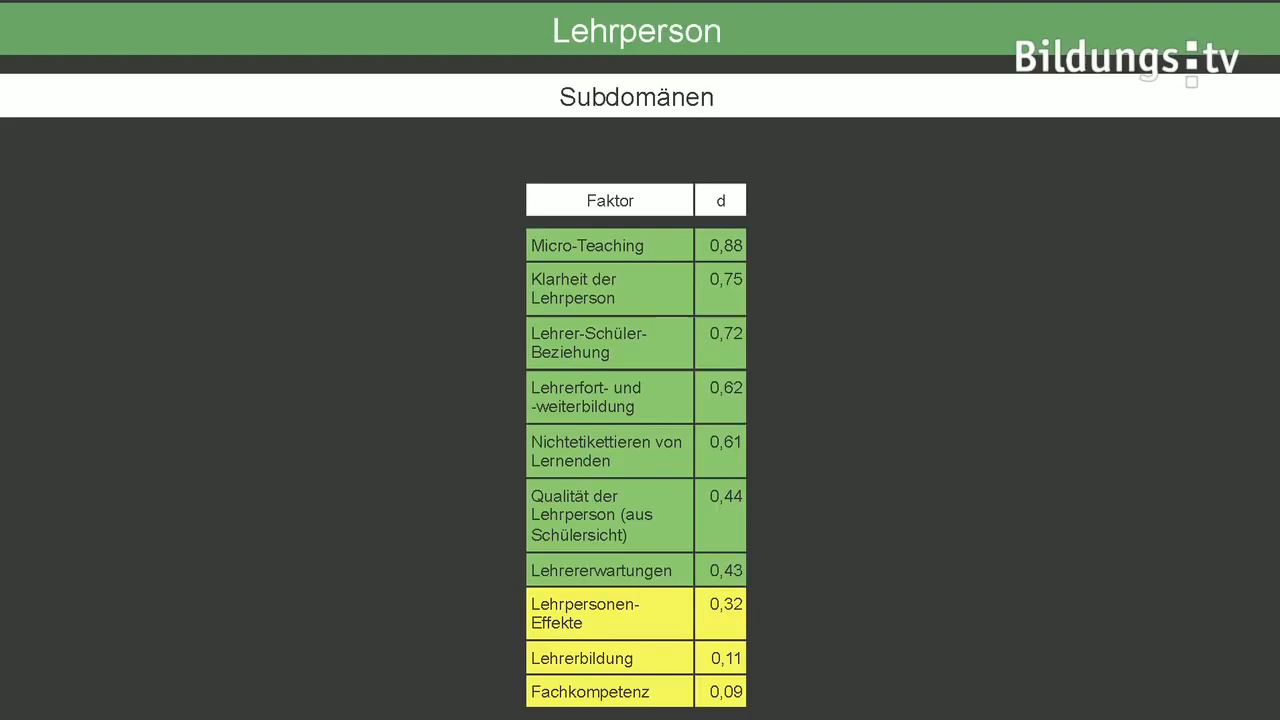 Lehrperson
Bildungs:tv
Subdomänen
Faktor d
Micro-Teaching 0,88
Klarheit der 0,75
Lehrperson
Lehrer-Schüler- 0,72
Beziehung
Lehrerfort- und 0,62
-weiterbildung
Nichtetikettieren von 0,61
Lernenden
Qualität der 0,44
Lehrperson (aus
Schülersicht)
Lehrererwartungen 0,43
Lehrpersonen- 0,32
Effekte
Lehrerbildung 0,11
Fachkompetenz 0,09